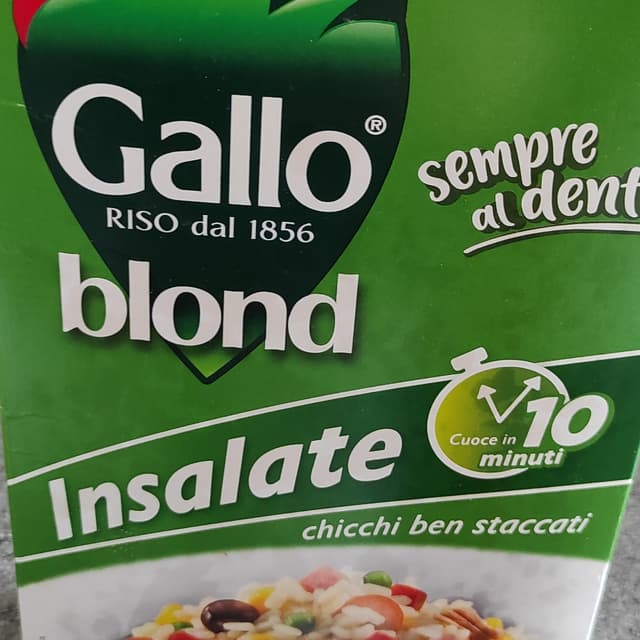 Gallo®
RISO dal 1856
blond
sempre
al dent
Insalate
Cuoce in 10
minuti
chicchi ben staccati